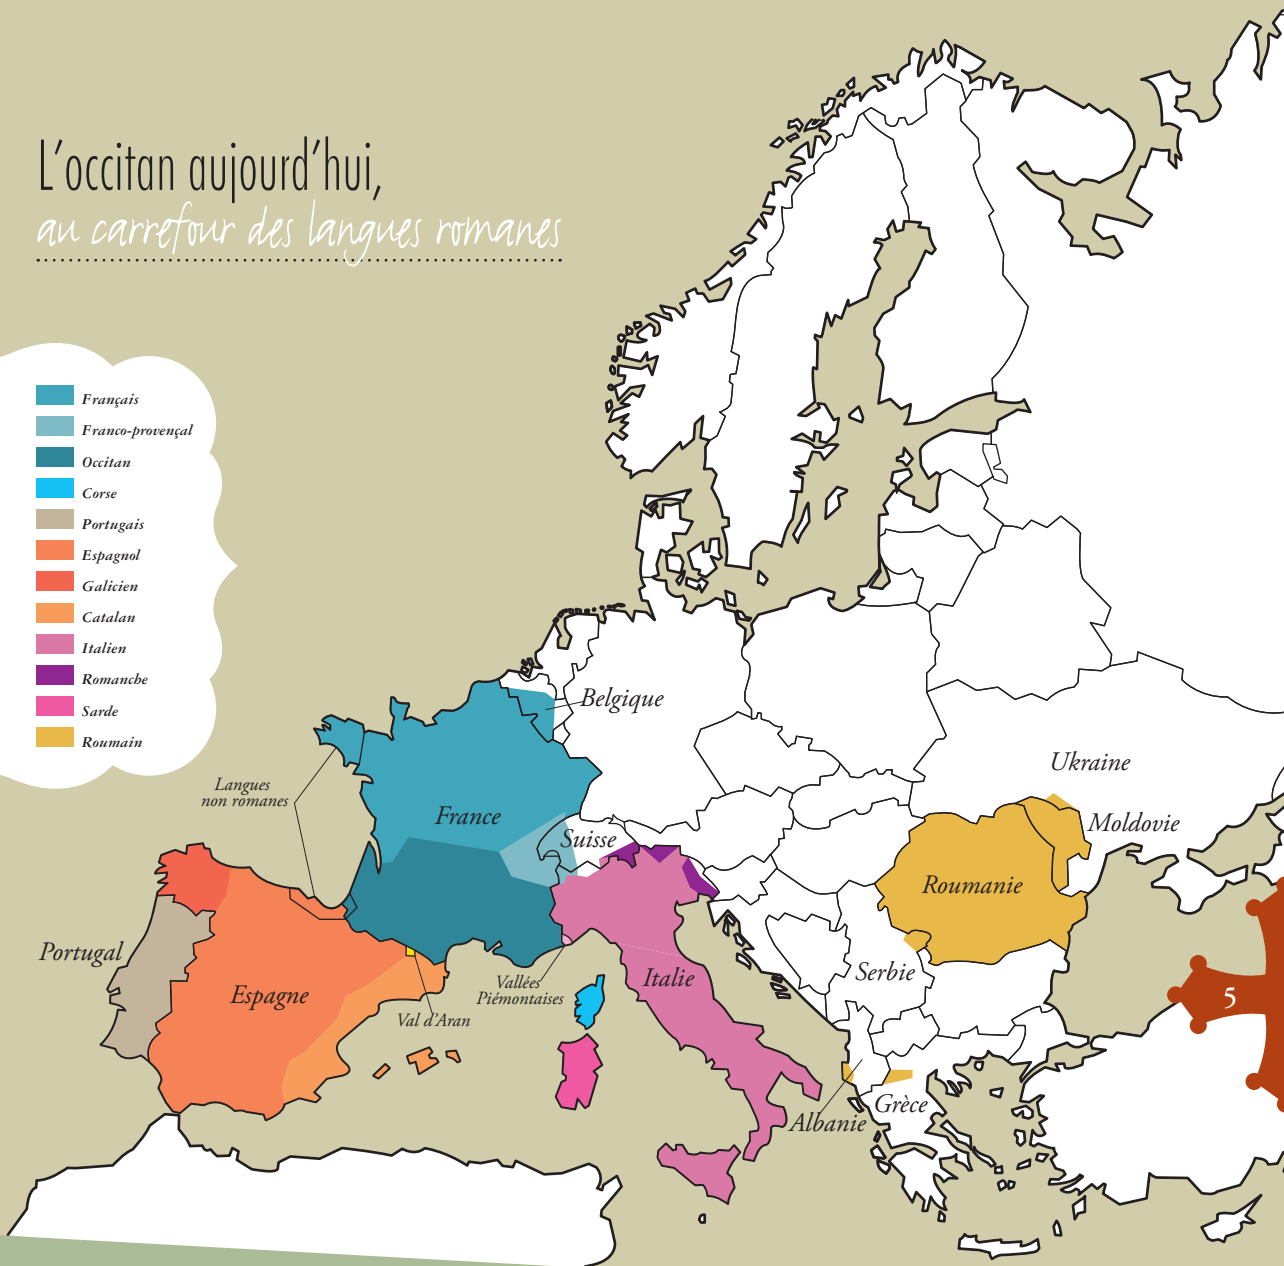 L'occitan aujourd'hui,
au carrefour des langues romanes
Français
Franco-provençal
Occitan
Corse
Portugais
Espagnol
Galicien
Catalan
Italien
Romanche
Sarde
Roumain
Belgique
Langues
non romanes
France
Suisse
Ukraine
Moldovie
Roumanie
Portugal
Espagne
Vallées
Piémontaises
Italie
Serbie
Val d'Aran
Albanie
Grèce
5